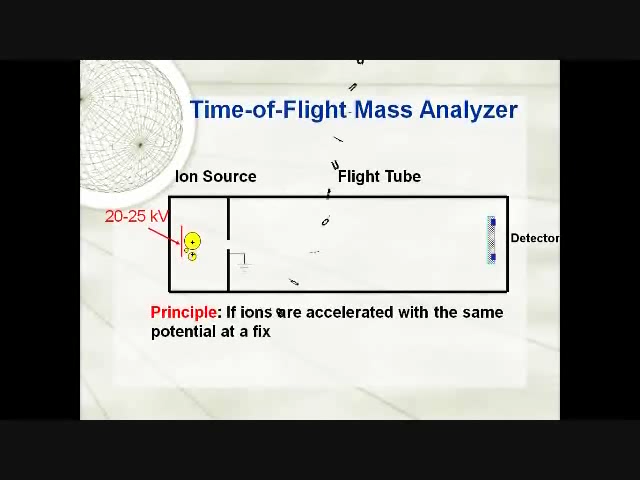 Time-of-Flight Mass Analyzer
Ion Source
Flight Tube
20-25 kV
+
+
Detector
Principle: If ions are accelerated with the same
potential at a fix